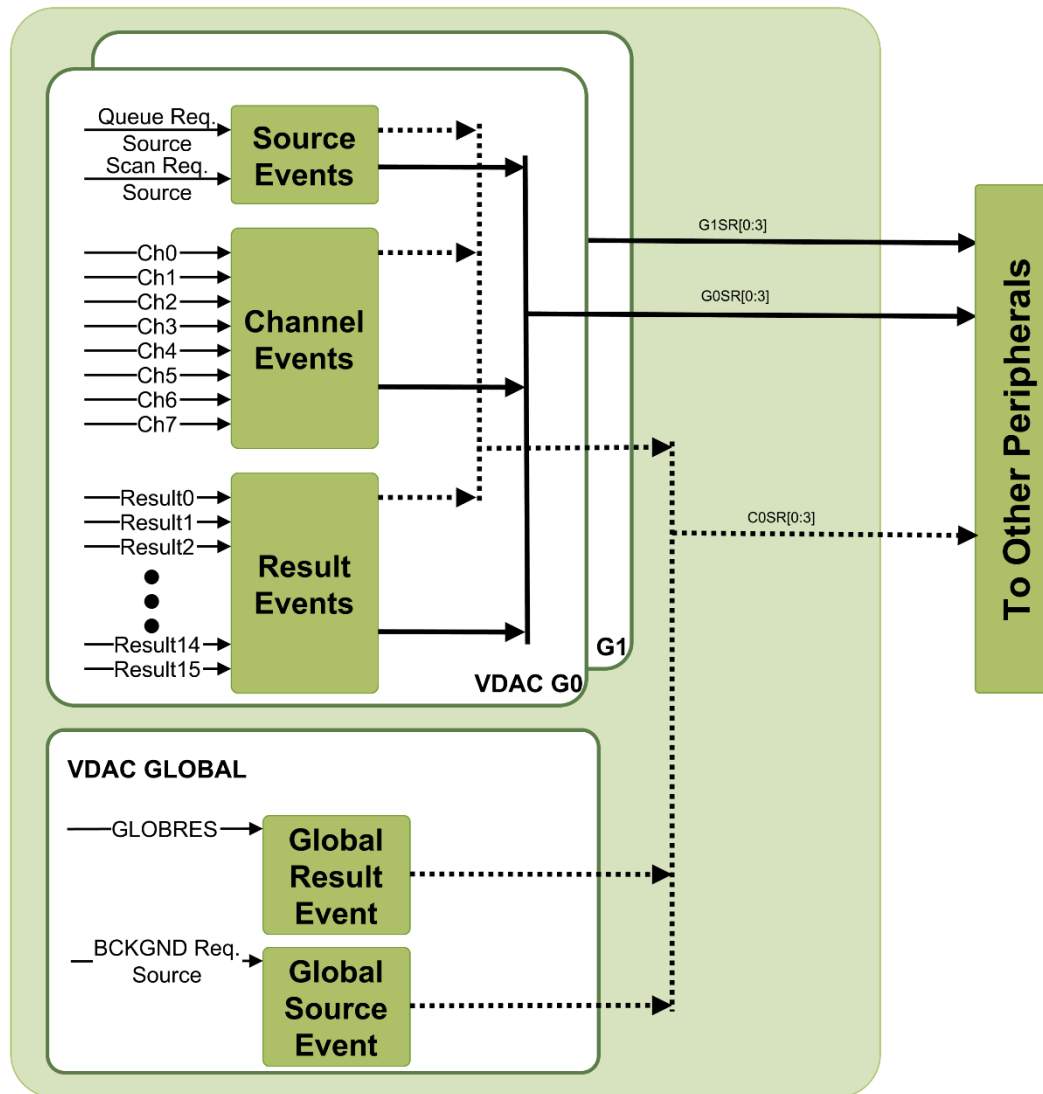 Queue Req.
Source
Scan Req.
Source
Source
Events
Ch0
Ch1
Ch2
Ch3
Ch4
Ch5
Ch6
Ch7
Channel
Events
Result0
Result1
Result2
Result14
Result15
Result
Events
G1
VDAC G0
G1SR[0:3]
G0SR[0:3]
C0SR[0:3]
To Other Peripherals
VDAC GLOBAL
GLOBRES
Global
Result
Event
BCKGND Req.
Source
Global
Source
Event